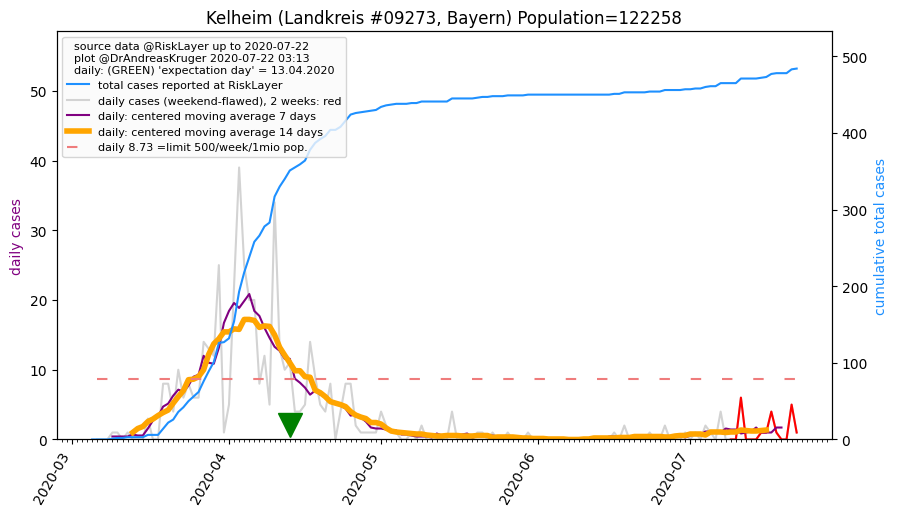 Kelheim (Landkreis #09273, Bayern) Population=122258
source data @RiskLayer up to 2020-07-22
plot @DrAndreasKruger 2020-07-22 03:13
daily: (GREEN) 'expectation day' = 13.04.2020
total cases reported at RiskLayer
daily cases (weekend-flawed), 2 weeks: red
daily: centered moving average 7 days
daily: centered moving average 14 days
daily 8.73 =limit 500/week/1mio pop.
daily cases
50
40
30
20
10
0
cumulative total cases
500
400
300
200
100
0
2020-03
2020-04
2020-05
2020-06
2020-07